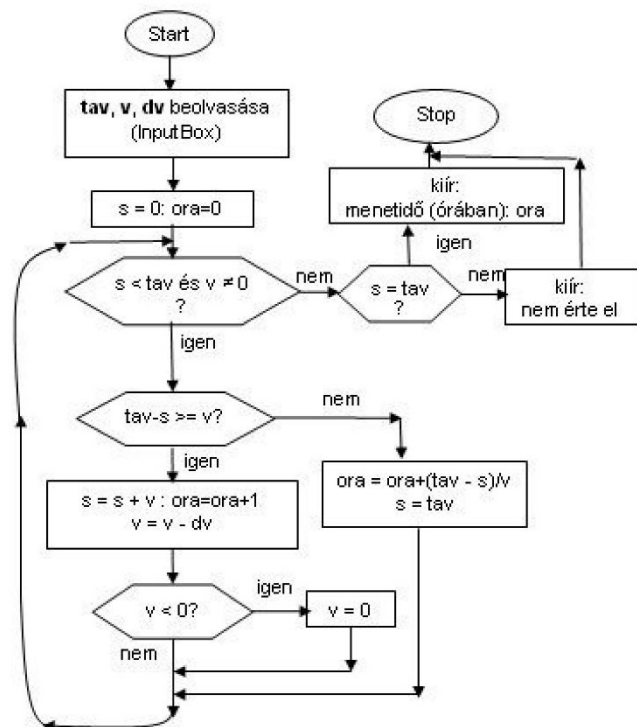 Start
tav, v, dv beolvasása
(InputBox)
s = 0: ora=0
s < tav és v ≠ 0
?
nem
igen
s = tav
?
igen
nem
kiír:
menetidő (órában): ora
Stop
kiír:
nem érte el
tav-s >= v?
nem
igen
ora = ora+(tav - s)/v
s = tav
s = s + v : ora=ora+1
v = v - dv
v < 0?
igen
v = 0
nem